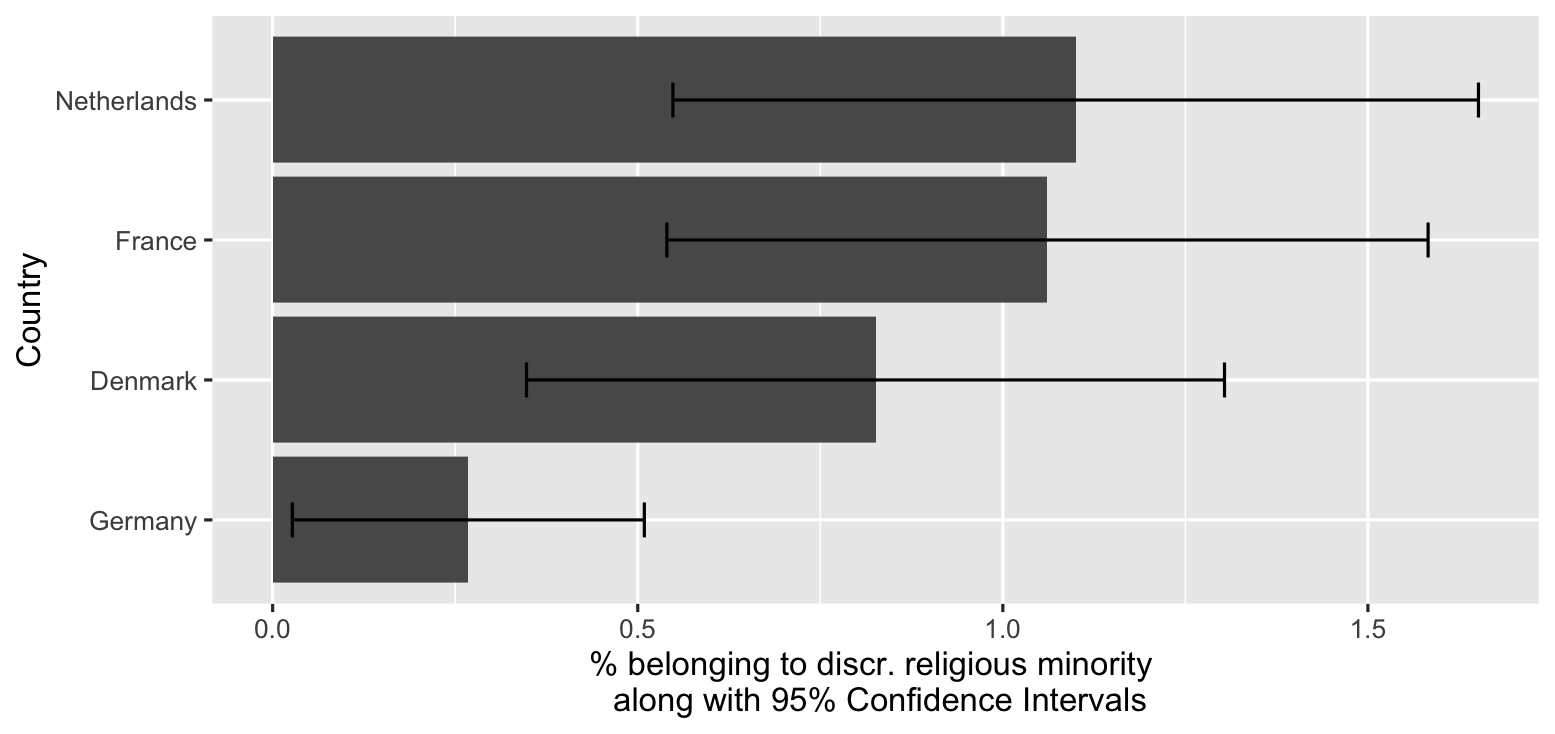 Country
Netherlands
France
Denmark
Germany
0.0 0.5 1.0 1.5
% belonging to discr. religious minority
along with 95% Confidence Intervals